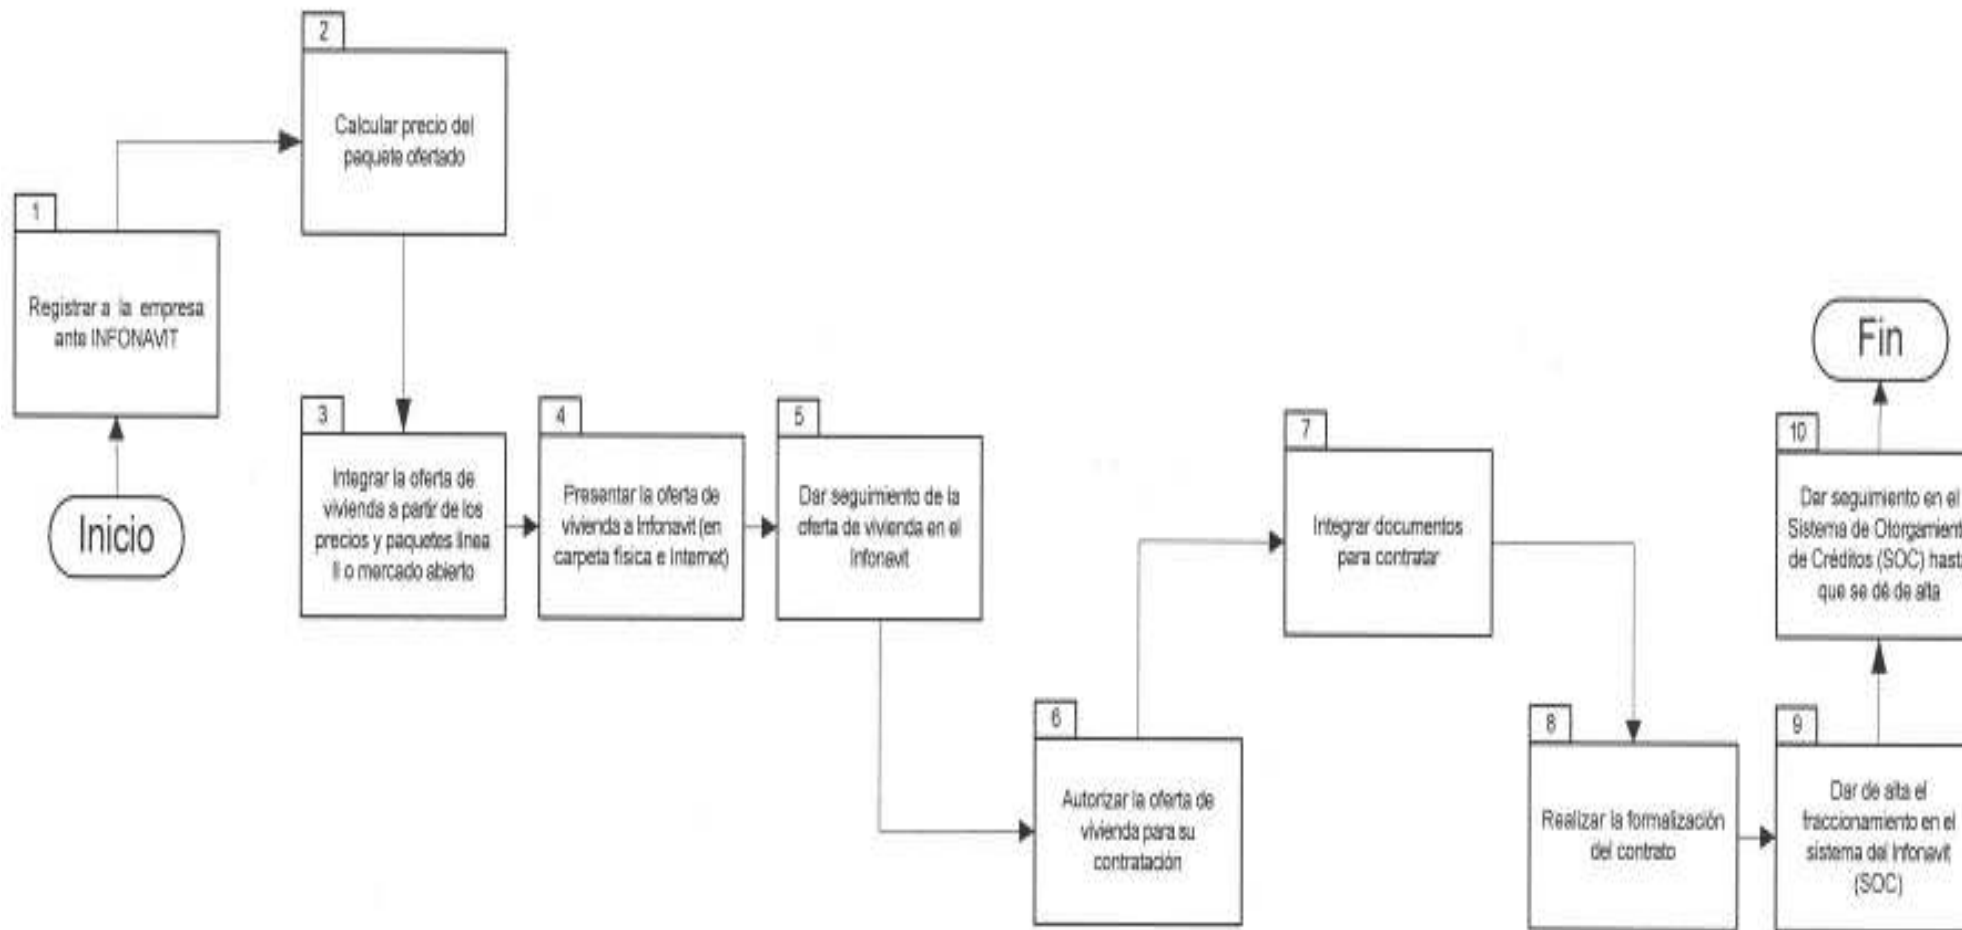 Inicio
1
Registrar a la empresa
ante INFONAVIT
2
Calcular precio del
paquete ofertado
3
Integrar la oferta de
vivienda a partir de los
precios y paquetes línea
II o mercado abierto
4
Presentar la oferta de
vivienda a Infonavit (en
carpeta física e Internet)
5
Dar seguimiento de la
oferta de vivienda en el
Infonavit
6
Autorizar la oferta de
vivienda para su
contratación
7
Integrar documentos
para contratar
8
Realizar la formalización
del contrato
9
Dar de alta el
fraccionamiento en el
sistema del Infonavit
(SOC)
10
Dar seguimiento en el
Sistema de Otorgamient
de Créditos (SOC) hast
que se dé de alta
Fin